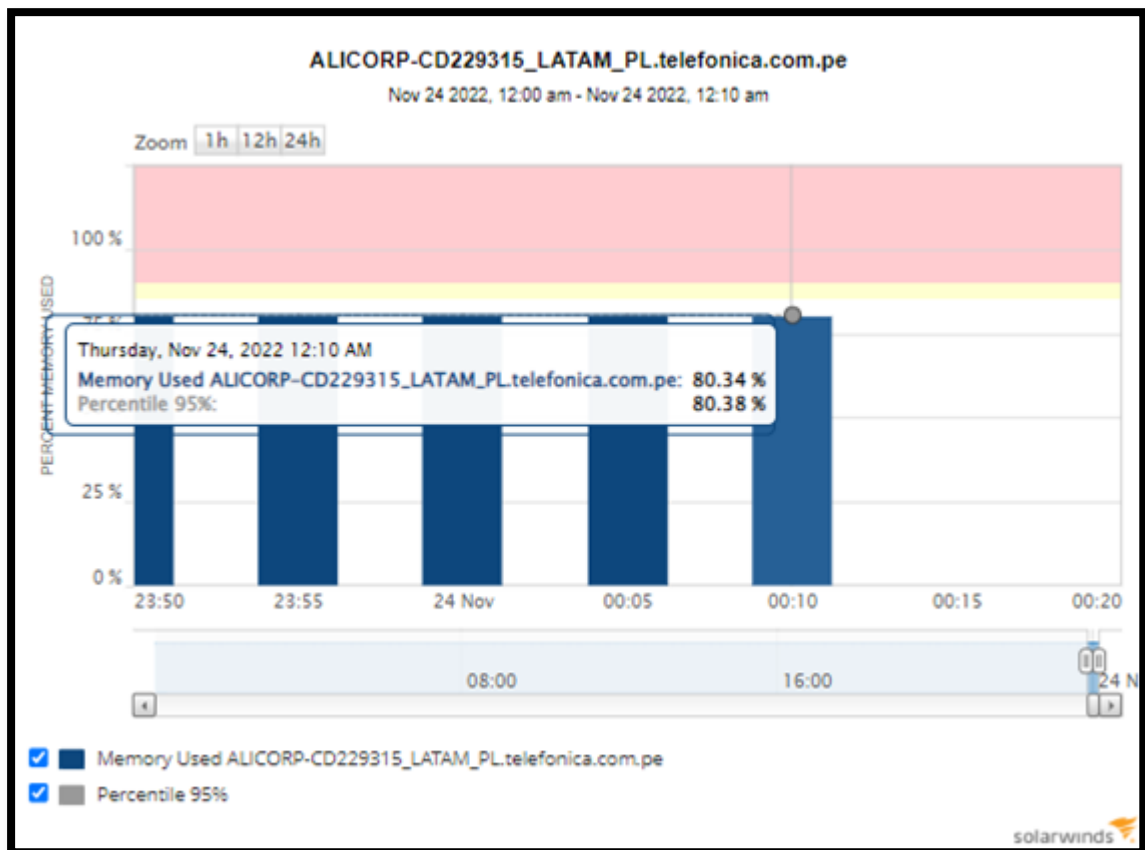 ALICORP-CD229315_LATAM_PL.telefonica.com.pe
Nov 24 2022, 12:00 am - Nov 24 2022, 12:10 am
Zoom 1h 12h 24h
100 %
PERCENT MEMORY USED
75 %
Thursday, Nov 24, 2022 12:10 AM
Memory Used ALICORP-CD229315_LATAM_PL.telefonica.com.pe: 80.34 %
Percentile 95%: 80.38 %
25 %
0 %
23:50 23:55 24 Nov 00:05 00:10 00:15 00:20
08:00 16:00 24 N
Memory Used ALICORP-CD229315_LATAM_PL.telefonica.com.pe
Percentile 95%
solarwinds